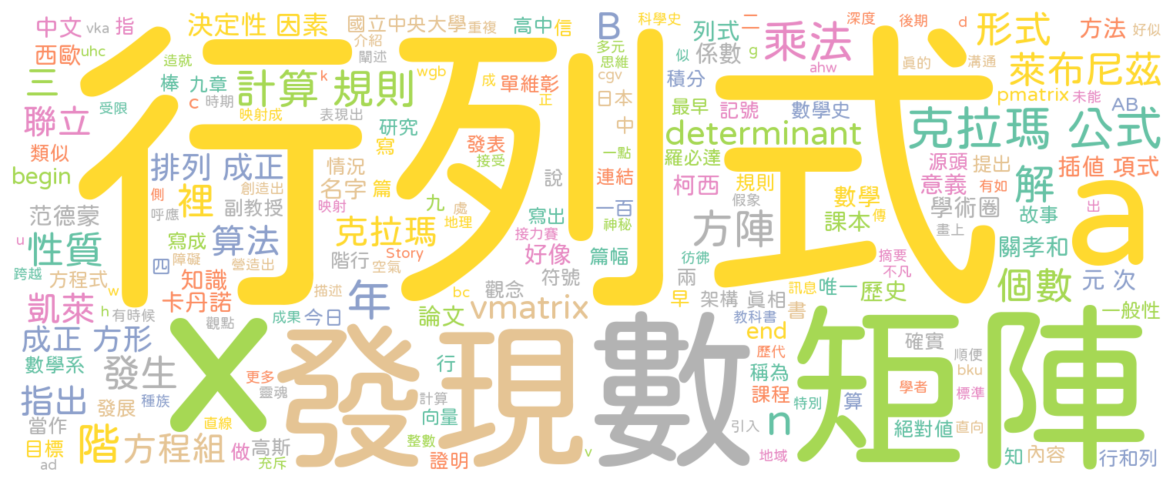 中文 vka 指 決定性 因素 國立中央大學 重複 高中 信 B 科學史 二 深度 後期 d 形式 方法 好似
西歐 uhc 造就 介紹 闡述 多元 列式 乘法 溝通
三 棒 九章 k wgb 成 單維彰 思維 似 係數 g ahw 真的 萊布尼茲
聯立 c 時期 計算 規則 正 cgv 積分 pmatrix 未能
受限 映射成 表現出 研究 寫 日本 最早 記號 數學史 AB
類似 發表 中 determinant 克拉瑪 公式
begin 排列 成正 情況 接受 一點 羅必達 源頭 提出 插值 項式
側 創造出 映射 名字 篇 說 連結 柯西 規則 意義 有如 解
范德蒙 呼應 裡 副教授 九 處 寫出 一百 假象 數學 學術圈 故事 出
行列式 a
性質 寫成 算法 克拉瑪 地理 接力賽 好像 篇幅 神秘 方陣 課本 傳 關孝和 畫上
u 四 障礙 階行 Story 符號 彷彿 摘要
跨越 方程式 營造出 空氣 兩 不凡 個數 元 次
w 知識 年 描述 bc 觀念 早 架構 真相 唯一 歷史
凱萊 h 有時候 卡丹諾 論文 vmatrix 書 訊息 一般性
成正 方形 觀點 成果 今日 end 教科書
x 發現 數 矩陣
數學系 發生 更多 行 稱為 歷代 確實 順便
指出 發展 種族 靈魂 計算 課程 學者 bku
當作 直線 向量 n 算 特別 標準
目標 階 方程組 做 高斯 整數 引入 絕對值 直向
ad 充斥 證明 v 地域 知 內容 行和列